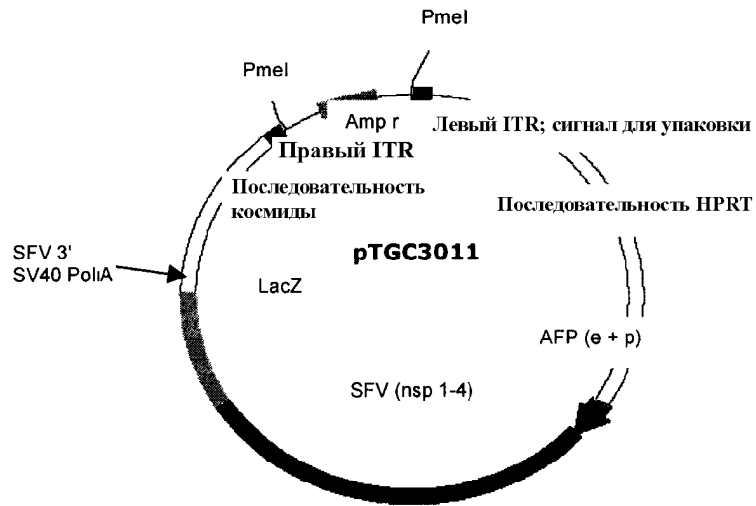 PmeI
PmeI
Amp r
Левый ITR; сигнал для упаковки
Правый ITR
Последовательность
космиды
Последовательность HPRT
pTGC3011
SFV 3'
SV40 PoliA
LacZ
AFP (e + p)
SFV (nsp 1-4)